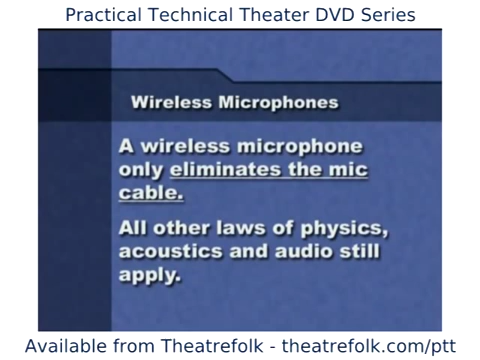 Practical Technical Theater DVD Series
Wireless Microphones
A wireless microphone
only eliminates the mic
cable.
All other laws of physics,
acoustics and audio still
apply.
Available from Theatrefolk - theatrefolk.com/ptt